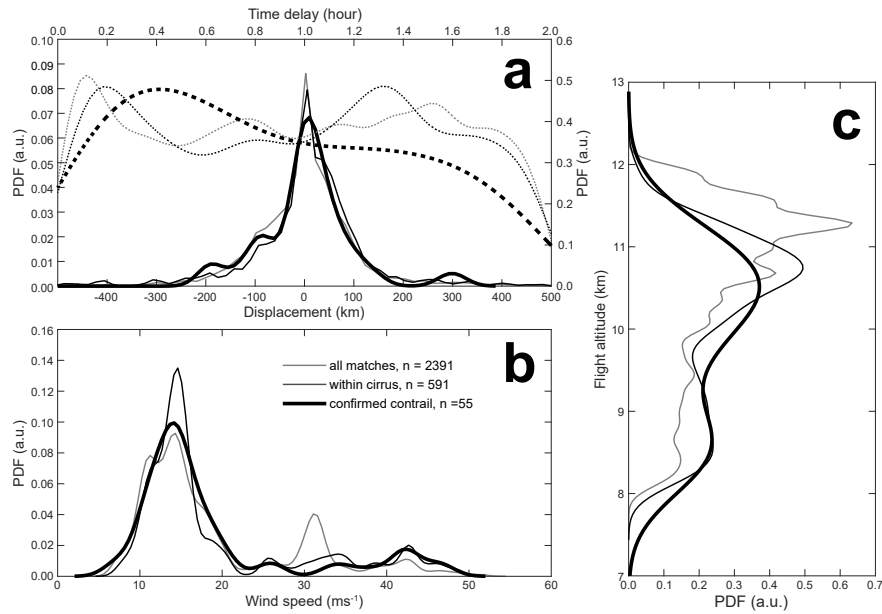 Time delay (hour)
0.0 0.2 0.4 0.6 0.8 1.0 1.2 1.4 1.6 1.8 2.0
0.10 0.09 0.08 0.07 0.06 0.05 0.04 0.03 0.02 0.01 0.00
PDF (a.u.)
a
0.6 0.5 0.4 0.3 0.2 0.1 0.0
PDF (a.u.)
-400 -300 -200 -100 0 100 200 300 400 500
Displacement (km)
0.16 0.14 0.12 0.10 0.08 0.06 0.04 0.02 0.00
PDF (a.u.)
all matches, n = 2391
within cirrus, n = 591
confirmed contrail, n =55
b
0 10 20 30 40 50 60
Wind speed (ms-1)
c
13 12 11 10 9 8 7
Flight altitude (km)
0.0 0.1 0.2 0.3 0.4 0.5 0.6 0.7
PDF (a.u.)